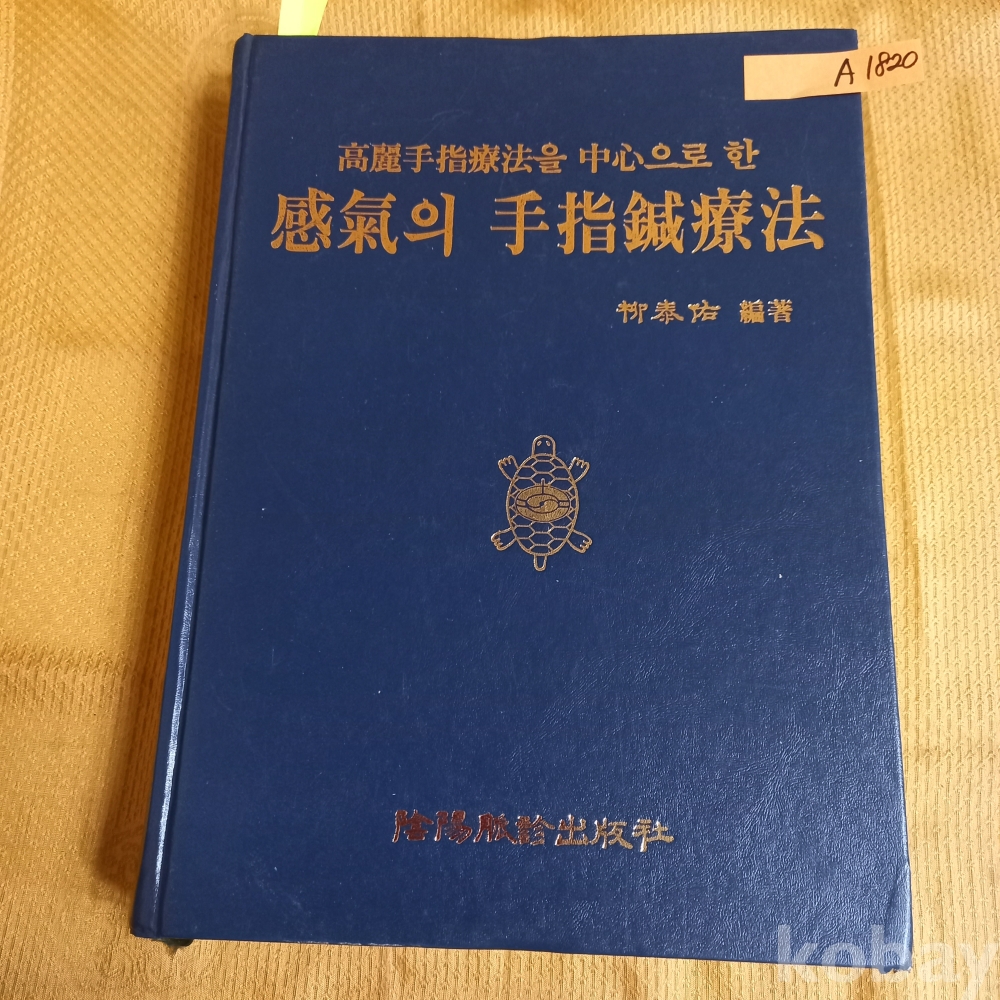 A 1820
高麗手指療法을 中心으로 한
感氣의 手指鍼療法
柳泰佑 編著
陰陽脈診出版社
kobay